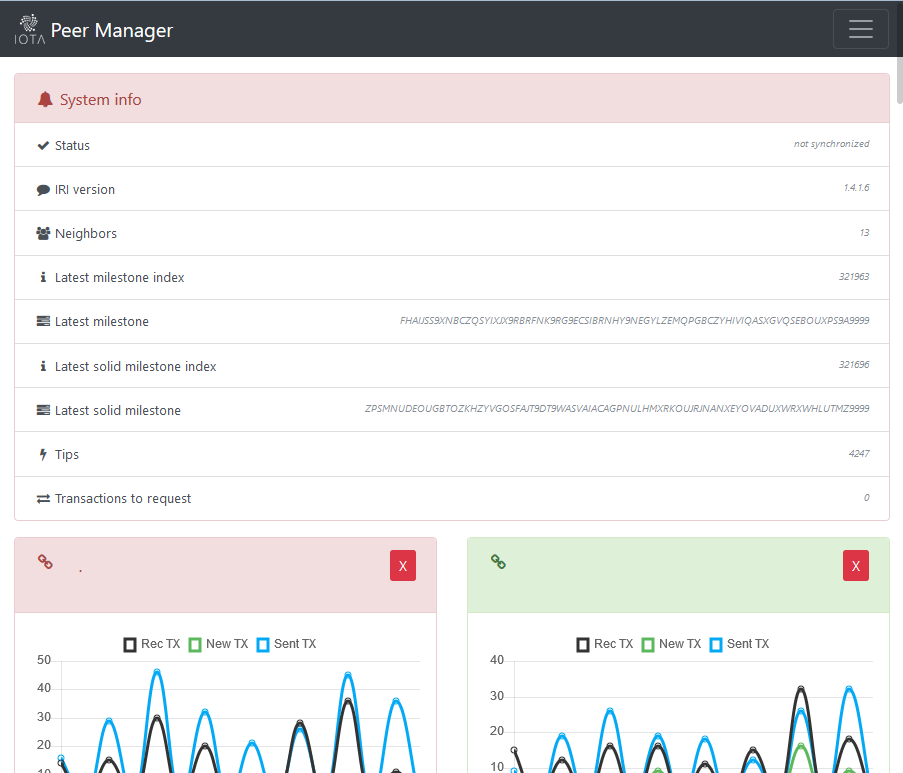 IOTA Peer Manager
System info
Status not synchronized
IRI version 1.4.1.6
Neighbors 13
Latest milestone index 321963
Latest milestone FHAIJSS9XNBCZQSYIXJX9RBRFNK9RG9ECSIBRNHY9NEGYLZEMQPGBCZYHIVIQASXGVQSEBOUXPS9A9999
Latest solid milestone index 321696
Latest solid milestone ZPSMNUDEOUGBTOZKHZYVGOSFAJT9DT9WASVAIACAGPNULHMXRKOUJRJNANXEYOVADUXWRXWHLUTMZ9999
Tips 4247
Transactions to request 0
X
X
Rec TX New TX Sent TX
50
40
30
20
10
Rec TX New TX Sent TX
40
30
20
10